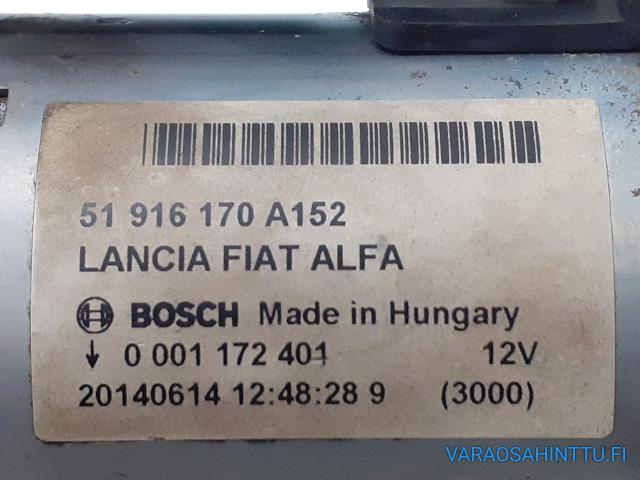 51 916 170 A152
LANCIA FIAT ALFA
BOSCH Made in Hungary
↓ 0 001 172 401 12V
20140614 12:48:28 9 (3000)
VARAOSAHINTTU.FI